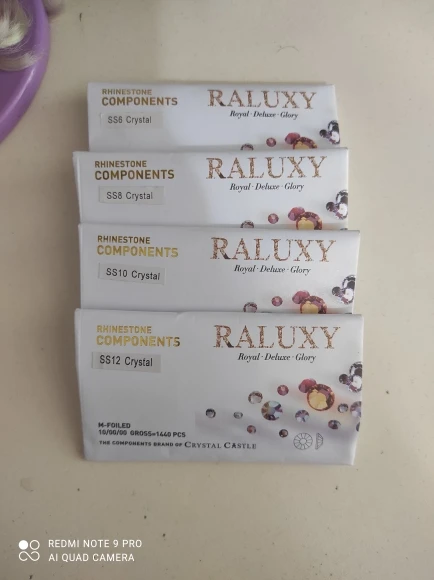 RHINESTONE
COMPONENTS
RALUXY
Royal · Deluxe · Glory
SS6 Crystal
RHINESTONE
COMPONENTS
RALUXY
Royal · Deluxe · Glory
SS8 Crystal
RHINESTONE
COMPONENTS
RALUXY
Royal · Deluxe · Glory
SS10 Crystal
RHINESTONE
COMPONENTS
RALUXY
Royal · Deluxe · Glory
SS12 Crystal
M-FOILED
10/00/00 GROSS=1440 PCS
THE COMPONENTS BRAND OF CRYSTAL CASTLE
REDMI NOTE 9 PRO
AI QUAD CAMERA